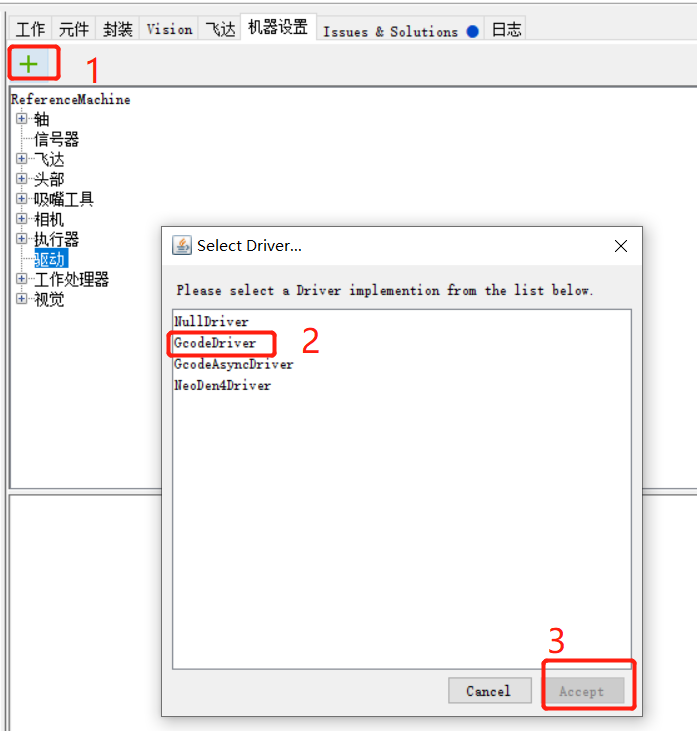 工作 元件 封装 Vision 飞达 机器设置 Issues & Solutions 日志
1
ReferenceMachine
轴
信号器
飞达
头部
吸嘴工具
相机
执行器
驱动
工作处理器
视觉
Select Driver...
Please select a Driver implemention from the list below.
NullDriver
GcodeDriver
2
GcodeAsyncDriver
NeoDen4Driver
3
Cancel Accept